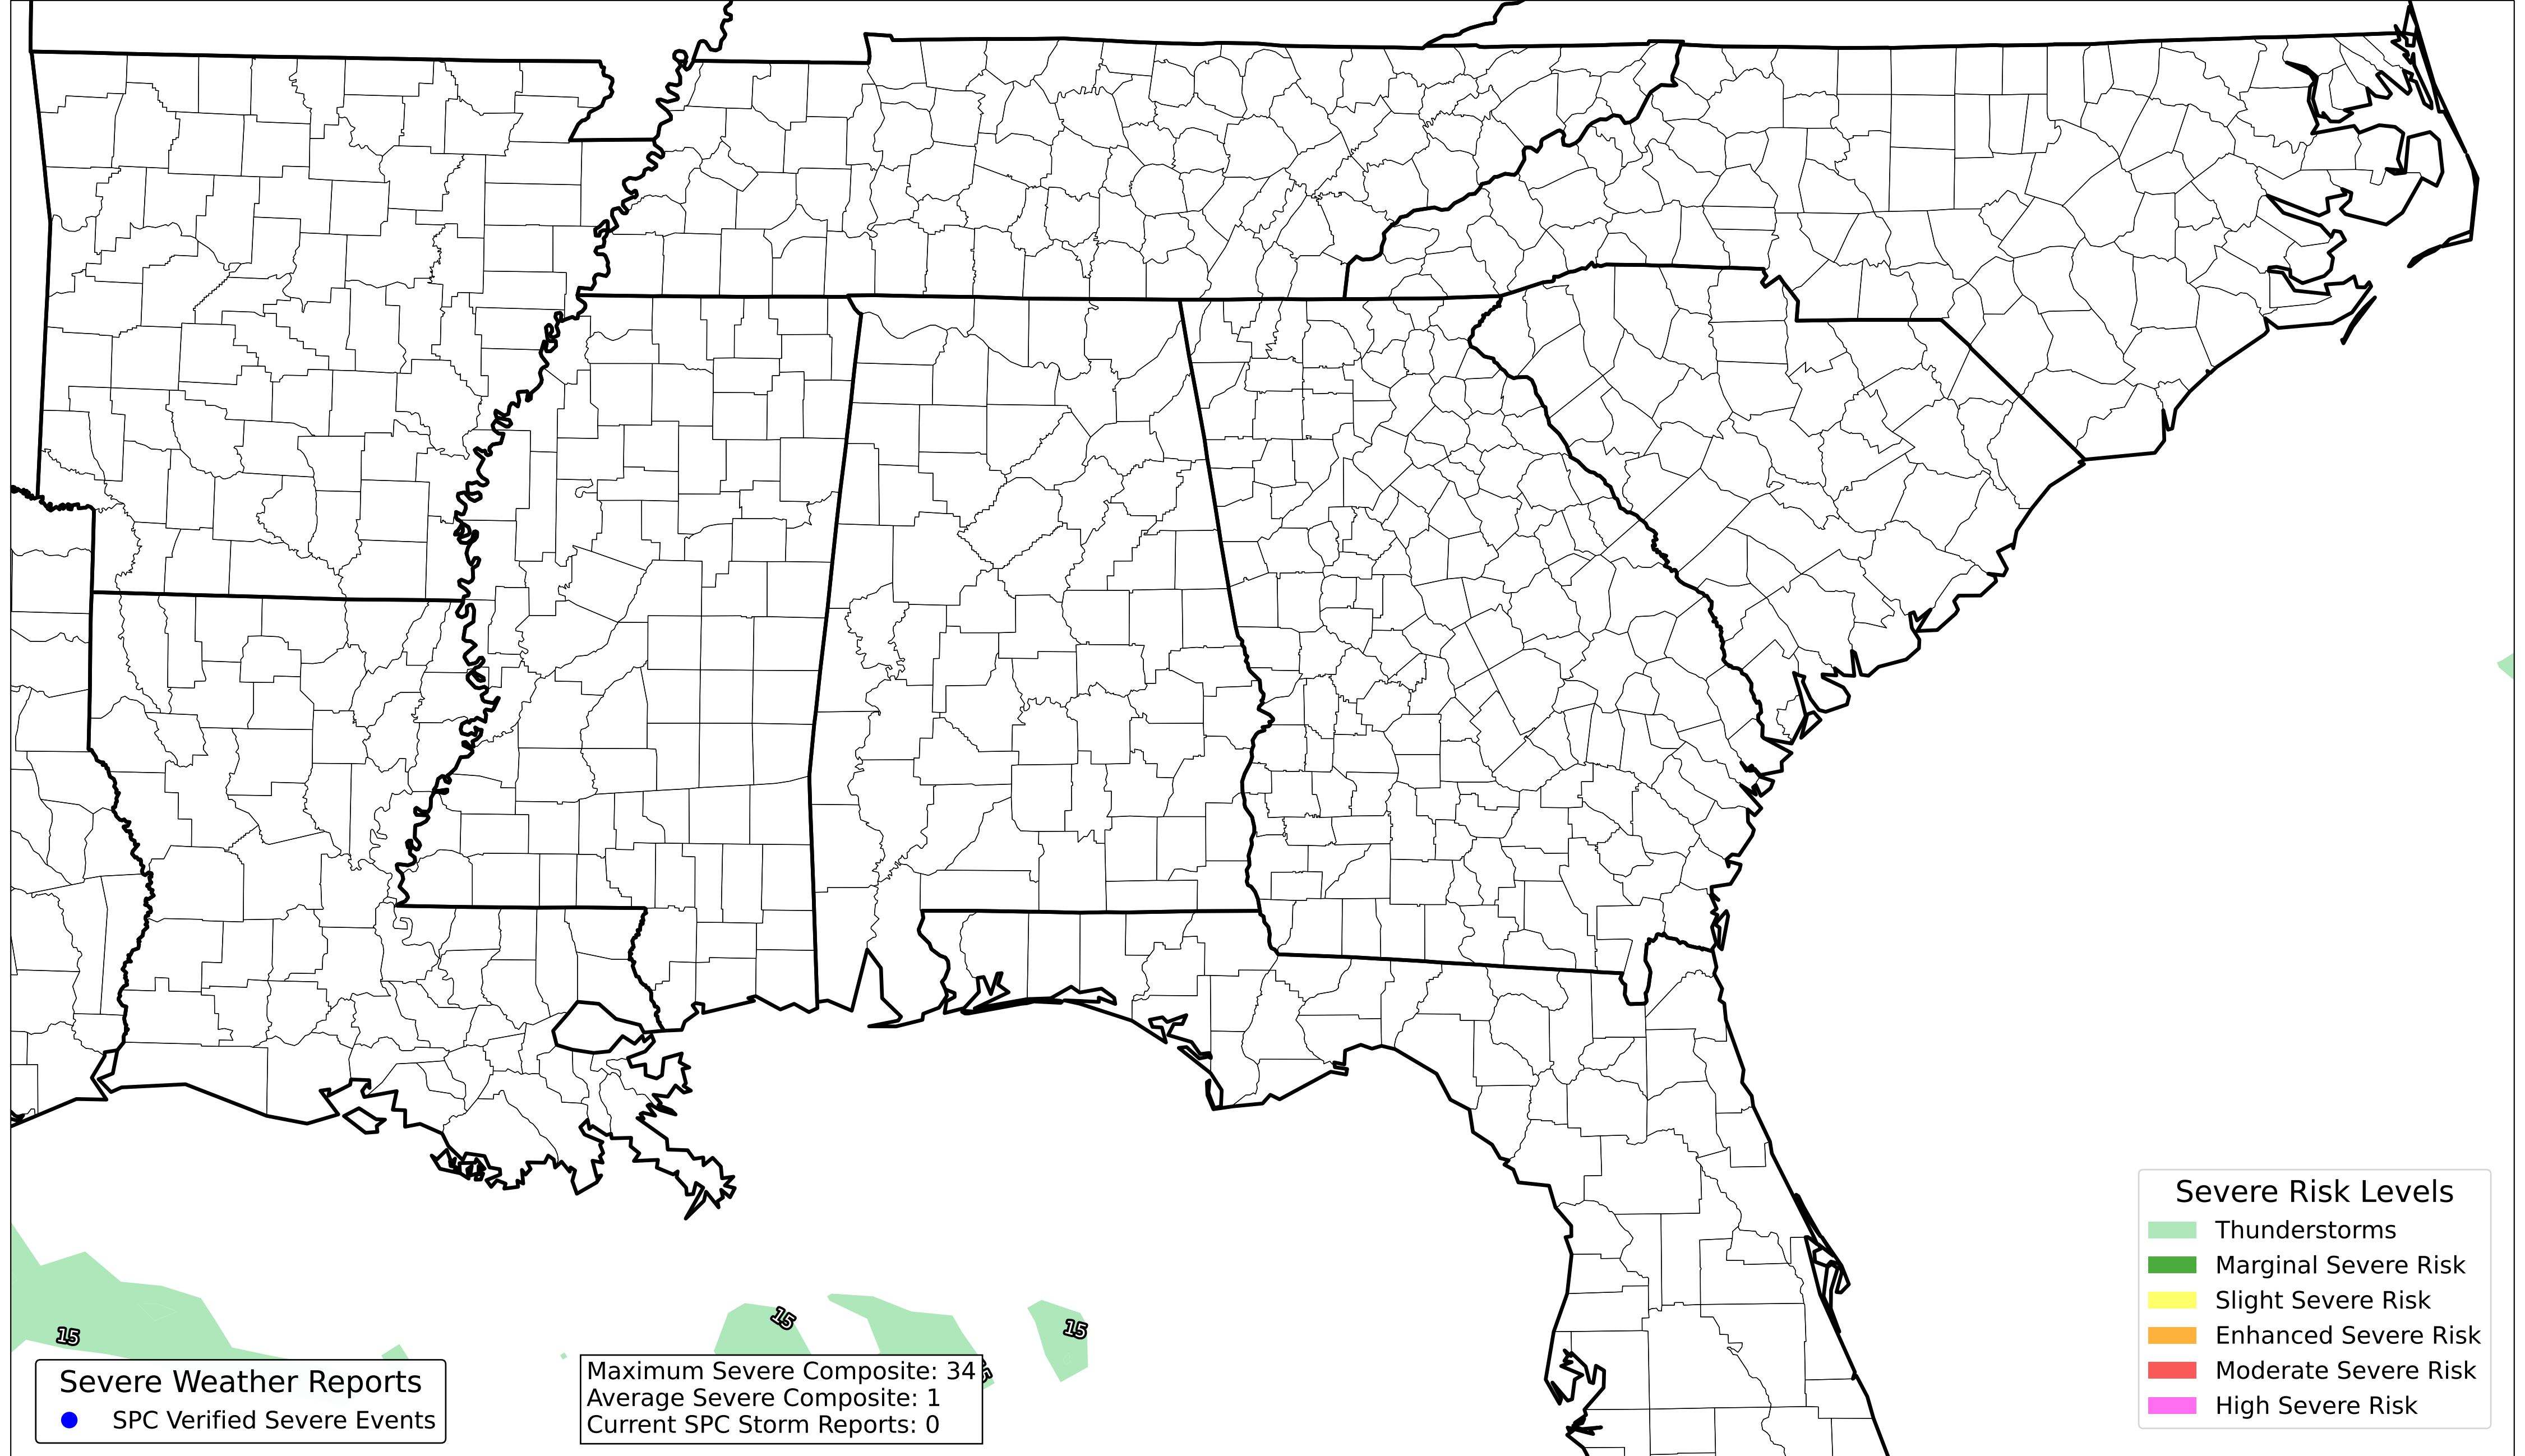 15
15
15
Severe Weather Reports
SPC Verified Severe Events
Maximum Severe Composite: 34
Average Severe Composite: 1
Current SPC Storm Reports: 0
Severe Risk Levels
Thunderstorms
Marginal Severe Risk
Slight Severe Risk
Enhanced Severe Risk
Moderate Severe Risk
High Severe Risk